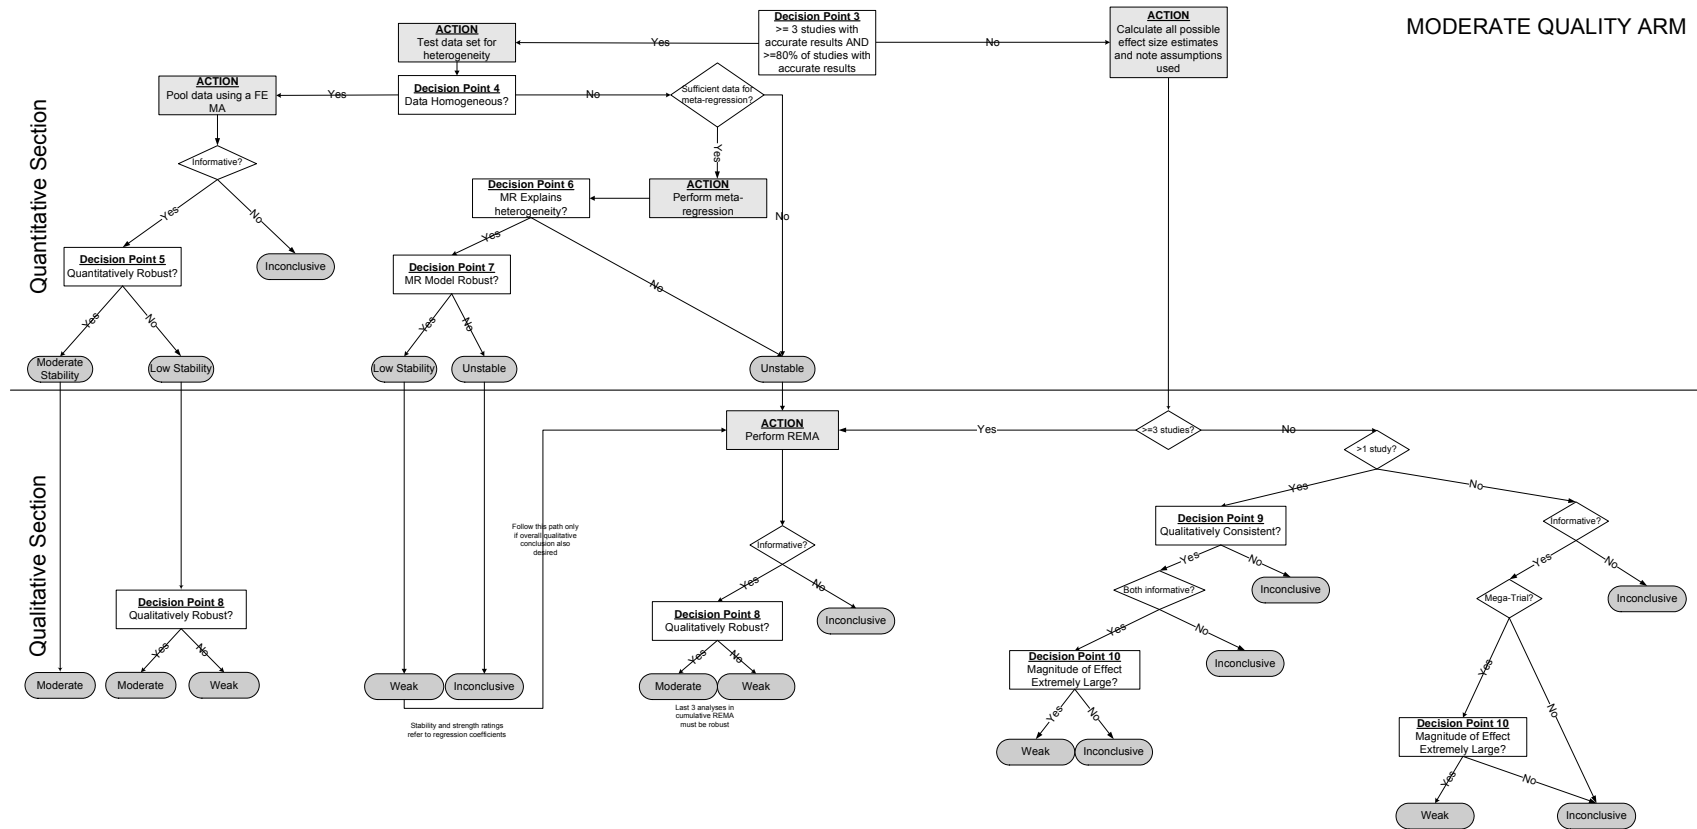 MODERATE QUALITY ARM
Quantitative Section
Qualitative Section
Decision Point 3
>= 3 studies with
accurate results AND
>=80% of studies with
accurate results
Yes
No
ACTION
Test data set for
heterogeneity
ACTION
Calculate all possible
effect size estimates
and note assumptions
used
Decision Point 4
Data Homogeneous?
Yes
No
ACTION
Pool data using a FE
MA
Sufficient data for
meta-regression?
Yes
No
Informative?
Yes
No
ACTION
Perform meta-
regression
Decision Point 6
MR Explains
heterogeneity?
Yes
No
Decision Point 5
Quantitatively Robust?
Yes
No
Inconclusive
Decision Point 7
MR Model Robust?
Yes
No
Moderate
Stability
Low Stability
Low Stability
Unstable
Unstable
ACTION
Perform REMA
>=3 studies?
Yes
No
>1 study?
Yes
No
Follow this path only
if overall qualitative
conclusion also
desired
Informative?
Yes
No
Decision Point 9
Qualitatively Consistent?
Yes
No
Informative?
Yes
No
Decision Point 8
Qualitatively Robust?
Yes
No
Decision Point 8
Qualitatively Robust?
Yes
No
Inconclusive
Both informative?
Yes
No
Inconclusive
Mega-Trial?
Yes
No
Inconclusive
Moderate
Moderate
Weak
Weak
Inconclusive
Moderate
Weak
Last 3 analyses in
cumulative REMA
must be robust
Stability and strength ratings
refer to regression coefficients
Decision Point 10
Magnitude of Effect
Extremely Large?
Yes
No
Inconclusive
Weak
Inconclusive
Decision Point 10
Magnitude of Effect
Extremely Large?
Yes
No
Weak
Inconclusive